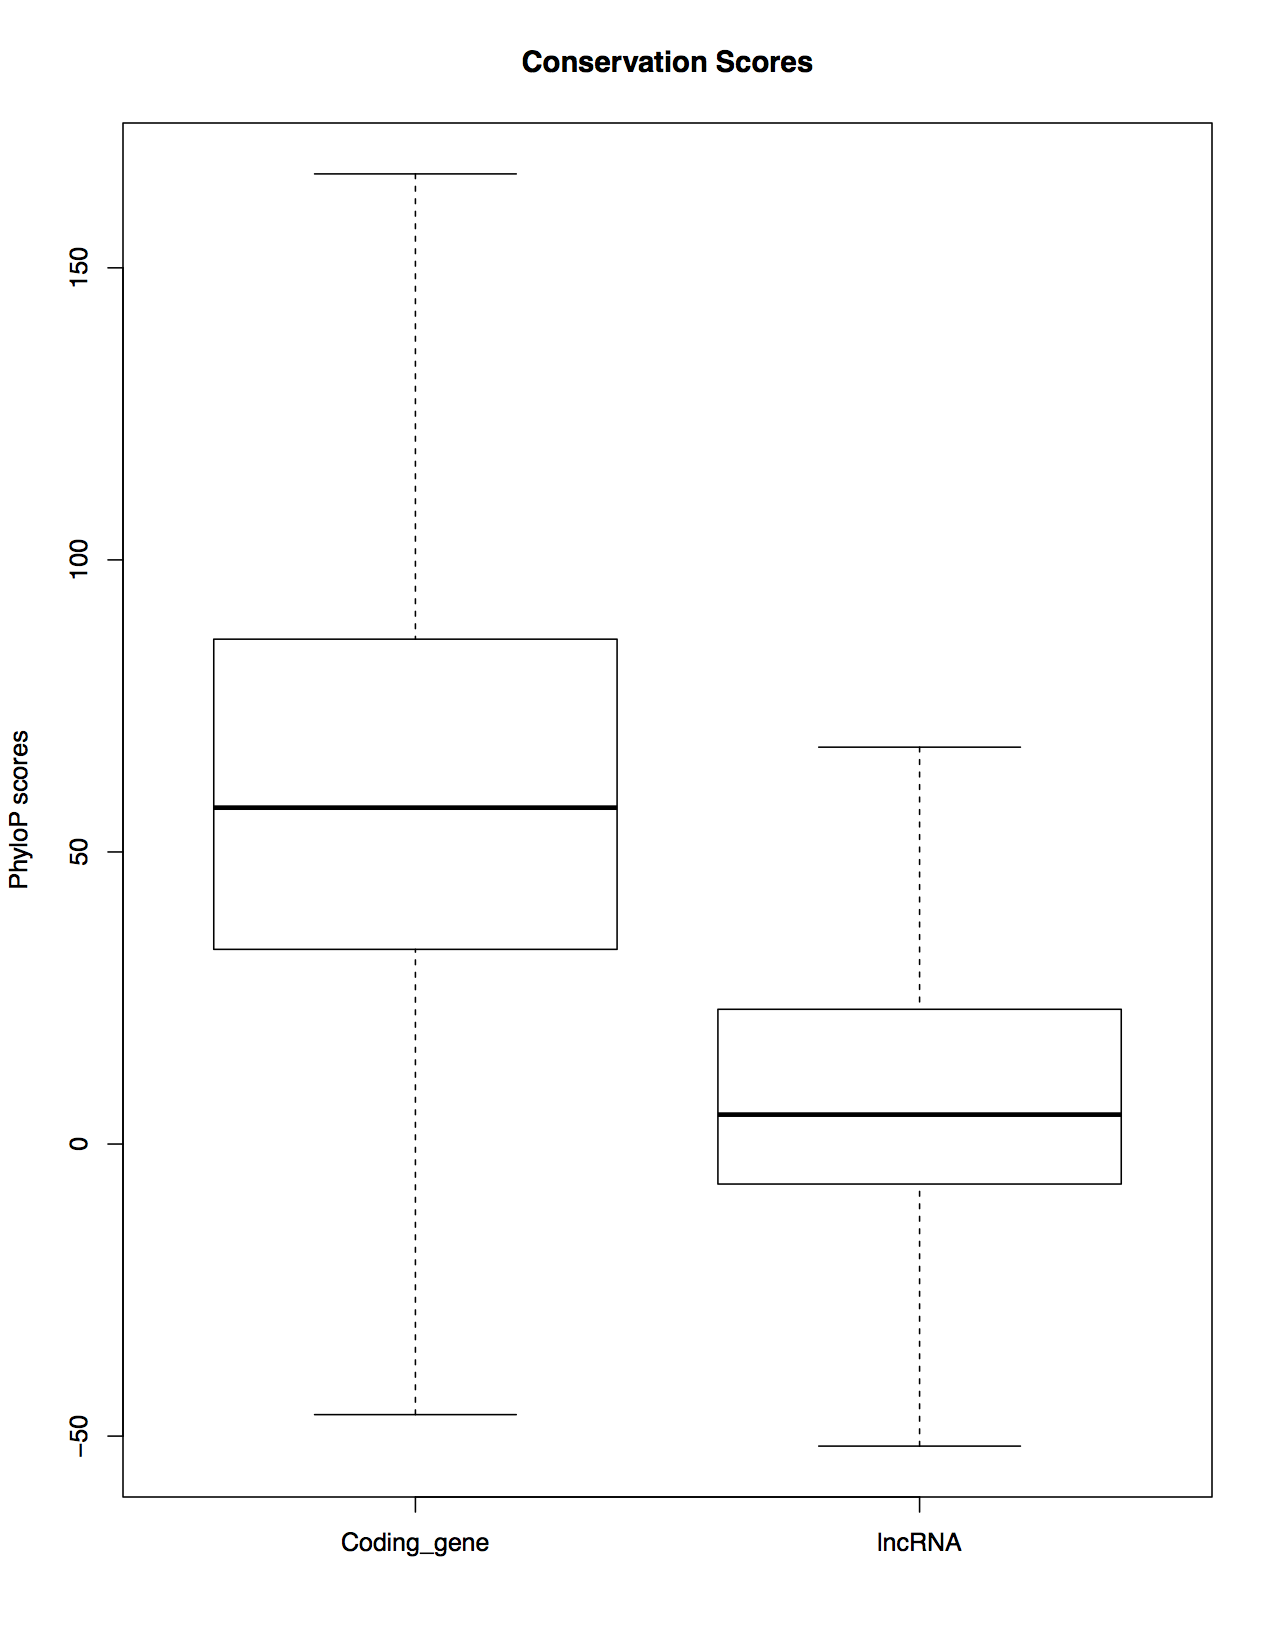 Conservation Scores
PhyloP scores
150
100
50
0
−50
Coding_gene
lncRNA